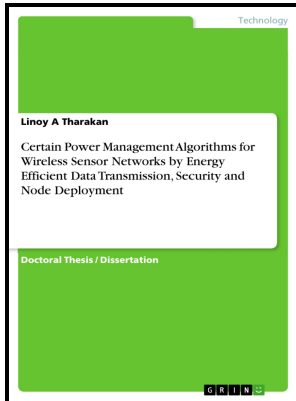 Technology
Linoy A Tharakan
Certain Power Management Algorithms for
Wireless Sensor Networks by Energy
Efficient Data Transmission, Security and
Node Deployment
Doctoral Thesis / Dissertation
GRIN